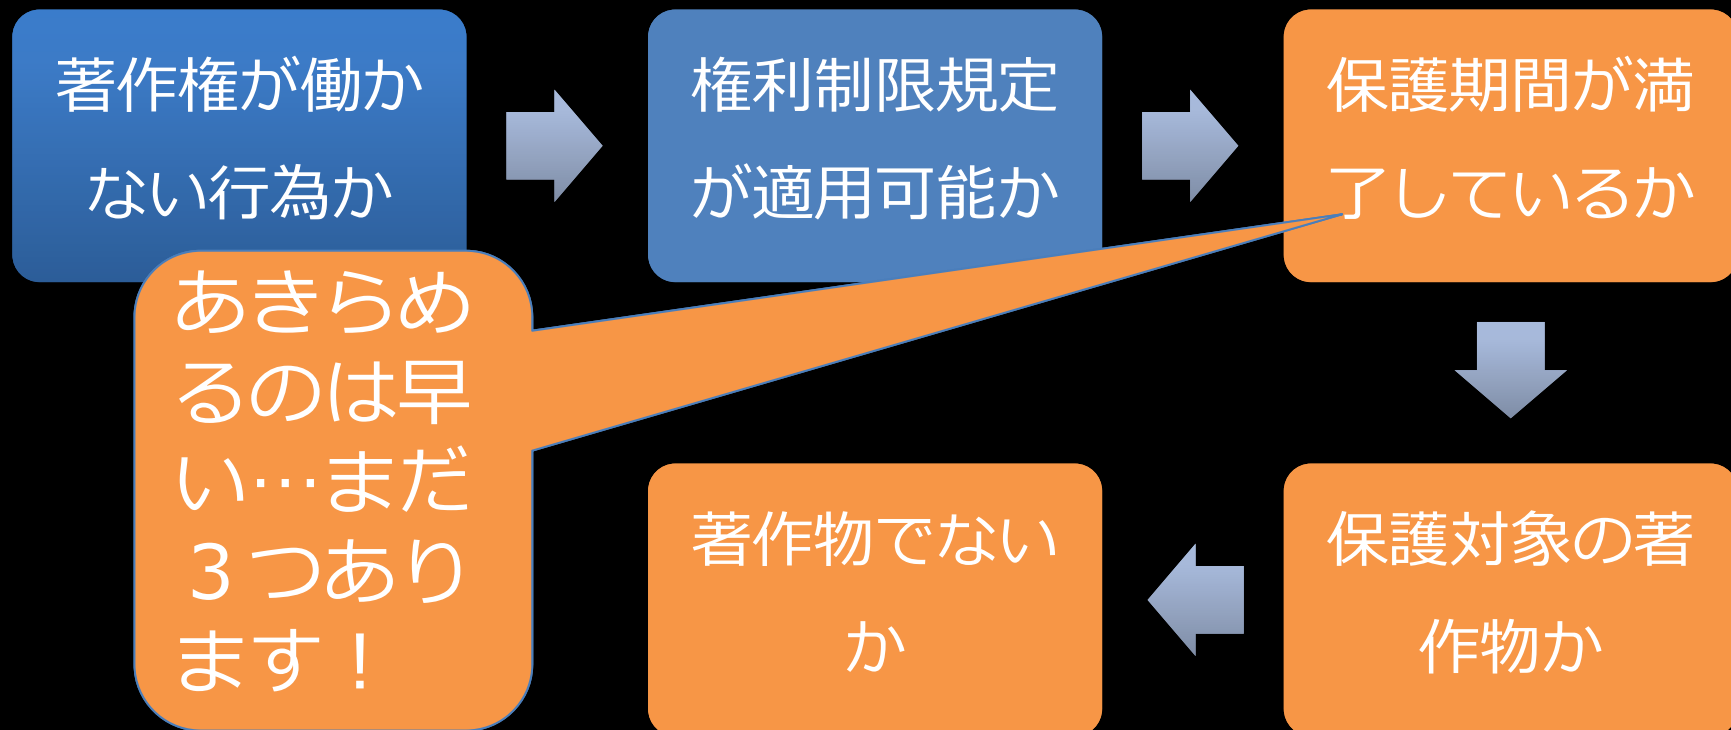 著作権が働か
ない行為か
権利制限規定
が適用可能か
保護期間が満
了しているか
あきらめ
るのは早
い…まだ
３つあり
ます！
保護対象の著
作物か
著作物でない
か